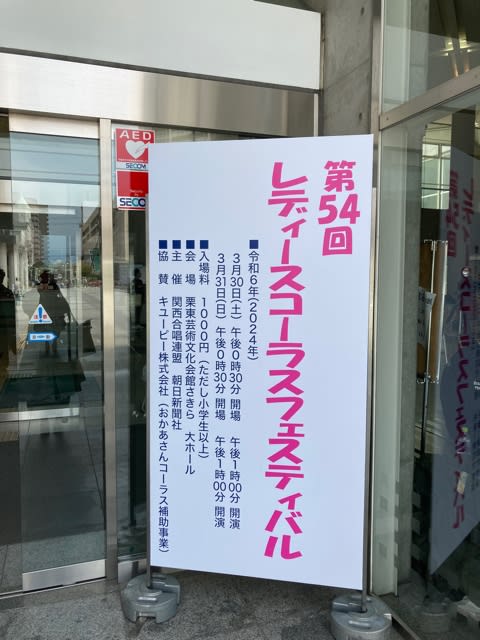 第54回
レディースコーラスフェスティバル
■令和6年(2024年)
3月30日(土) 午後0時30分 開場 午後1時00分 開演
3月31日(日) 午後0時30分 開場 午後1時00分 開演
■入場料 1000円(ただし小学生以上)
■会 場 栗東芸術文化会館さきら 大ホール
■主 催 関西合唱連盟 朝日新聞社
■協 賛 キユーピー株式会社(おかあさんコーラス補助事業)
AED
SECOM
SECOM